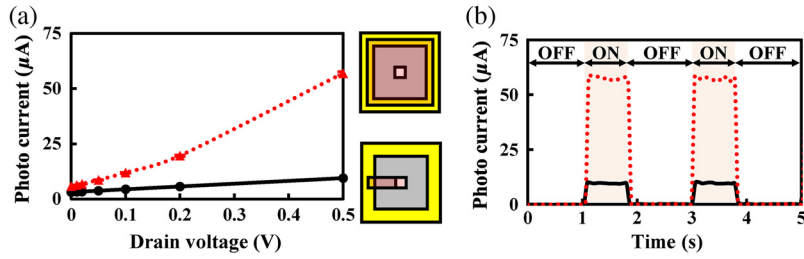 (a)
75
50
25
0
Photo current (μA)
0
0.1
0.2
0.3
0.4
0.5
Drain voltage (V)
(b)
75
50
25
0
Photo current (μA)
OFF ON OFF ON OFF
0
1
2
3
4
5
Time (s)